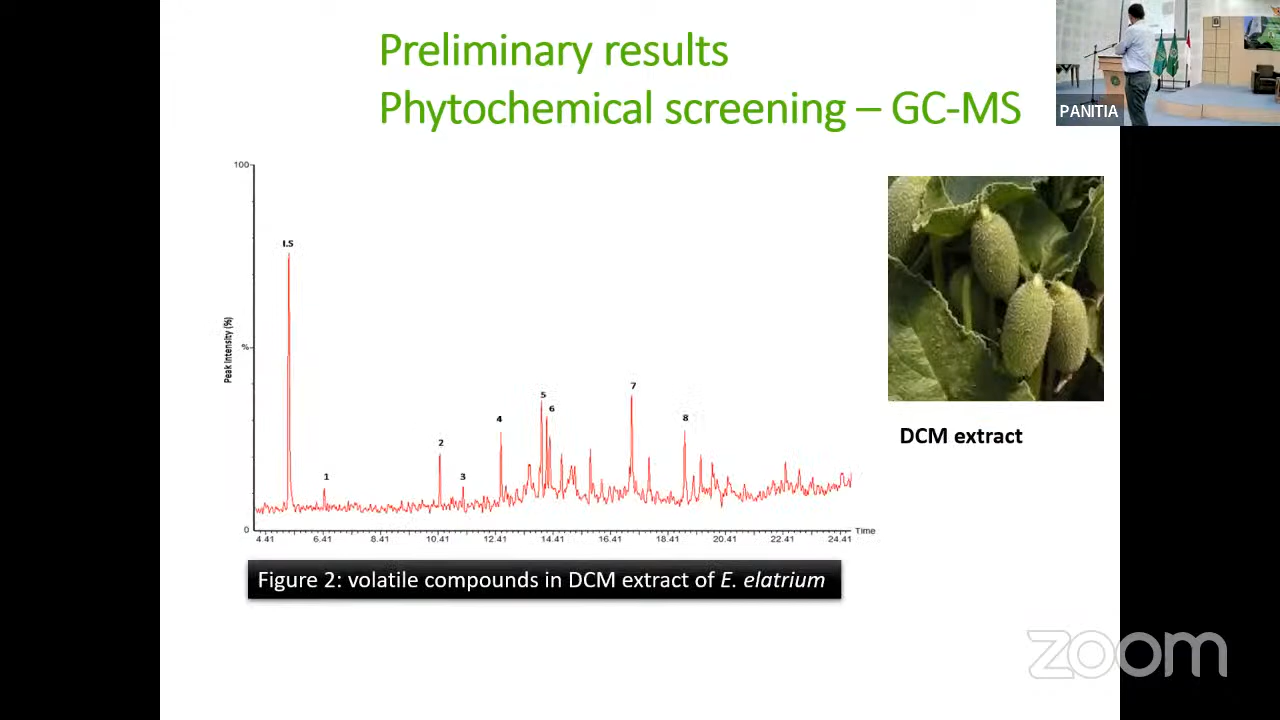 Preliminary results
Phytochemical screening – GC-MS
PANITIA
100
%
0
Peak Intensity (%)
I.S
1
2
3
4
5
6
7
8
4.41 6.41 8.41 10.41 12.41 14.41 16.41 18.41 20.41 22.41 24.41
Time
DCM extract
Figure 2: volatile compounds in DCM extract of E. elatrium
zoom